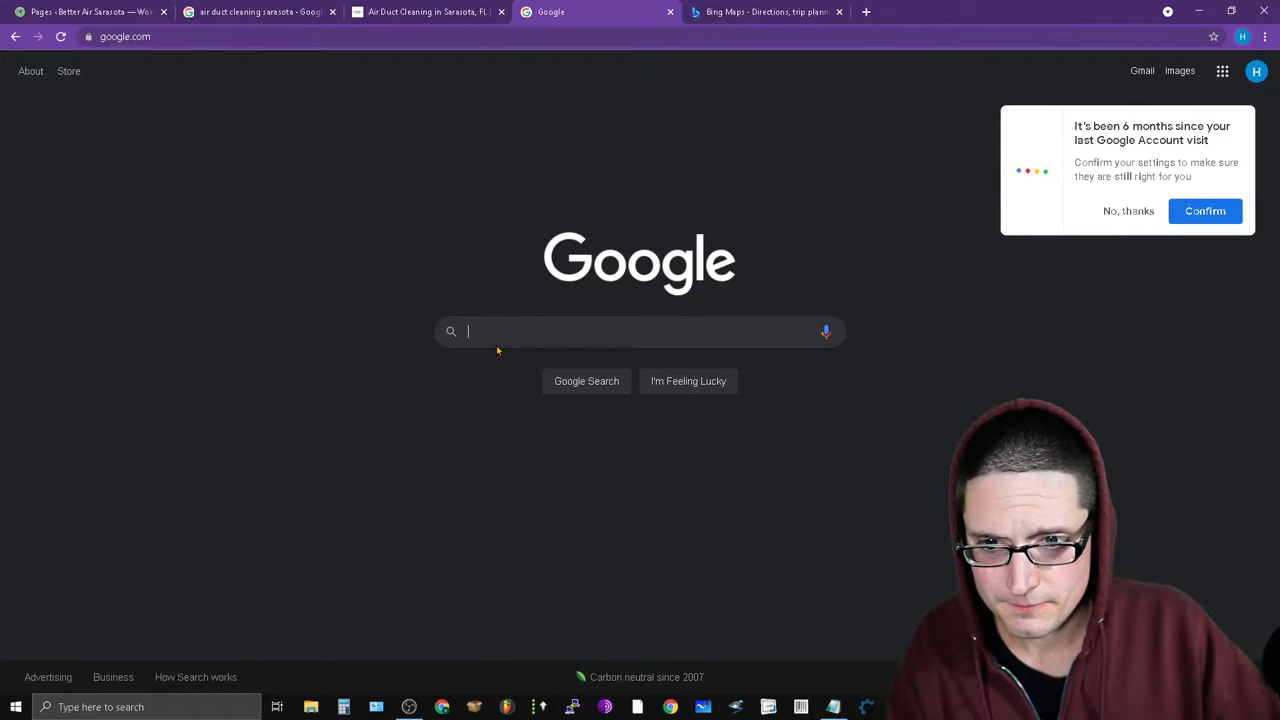 Pages ‹ Better Air Sarasota — Wor
air duct cleaning sarasota - Googl
Air Duct Cleaning in Sarasota, FL |
Google
Bing Maps - Directions, trip plann
google.com
About
Store
Gmail
Images
H
It's been 6 months since your
last Google Account visit
Confirm your settings to make sure
they are still right for you
No, thanks
Confirm
Google
Google Search
I'm Feeling Lucky
Advertising
Business
How Search works
Carbon neutral since 2007
Type here to search